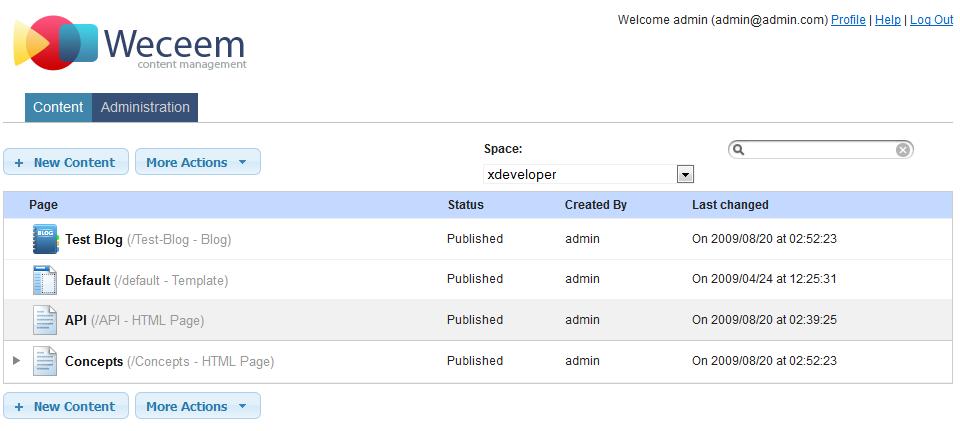 Welcome admin (admin@admin.com) Profile | Help | Log Out
Weceem
content management
Content Administration
+ New Content More Actions
Space:
xdeveloper
Page Status Created By Last changed
BLOG
Test Blog (/Test-Blog - Blog) Published admin On 2009/08/20 at 02:52:23
Default (/default - Template) Published admin On 2009/04/24 at 12:25:31
API (/API - HTML Page) Published admin On 2009/08/20 at 02:39:25
Concepts (/Concepts - HTML Page) Published admin On 2009/08/20 at 02:52:23
+ New Content More Actions